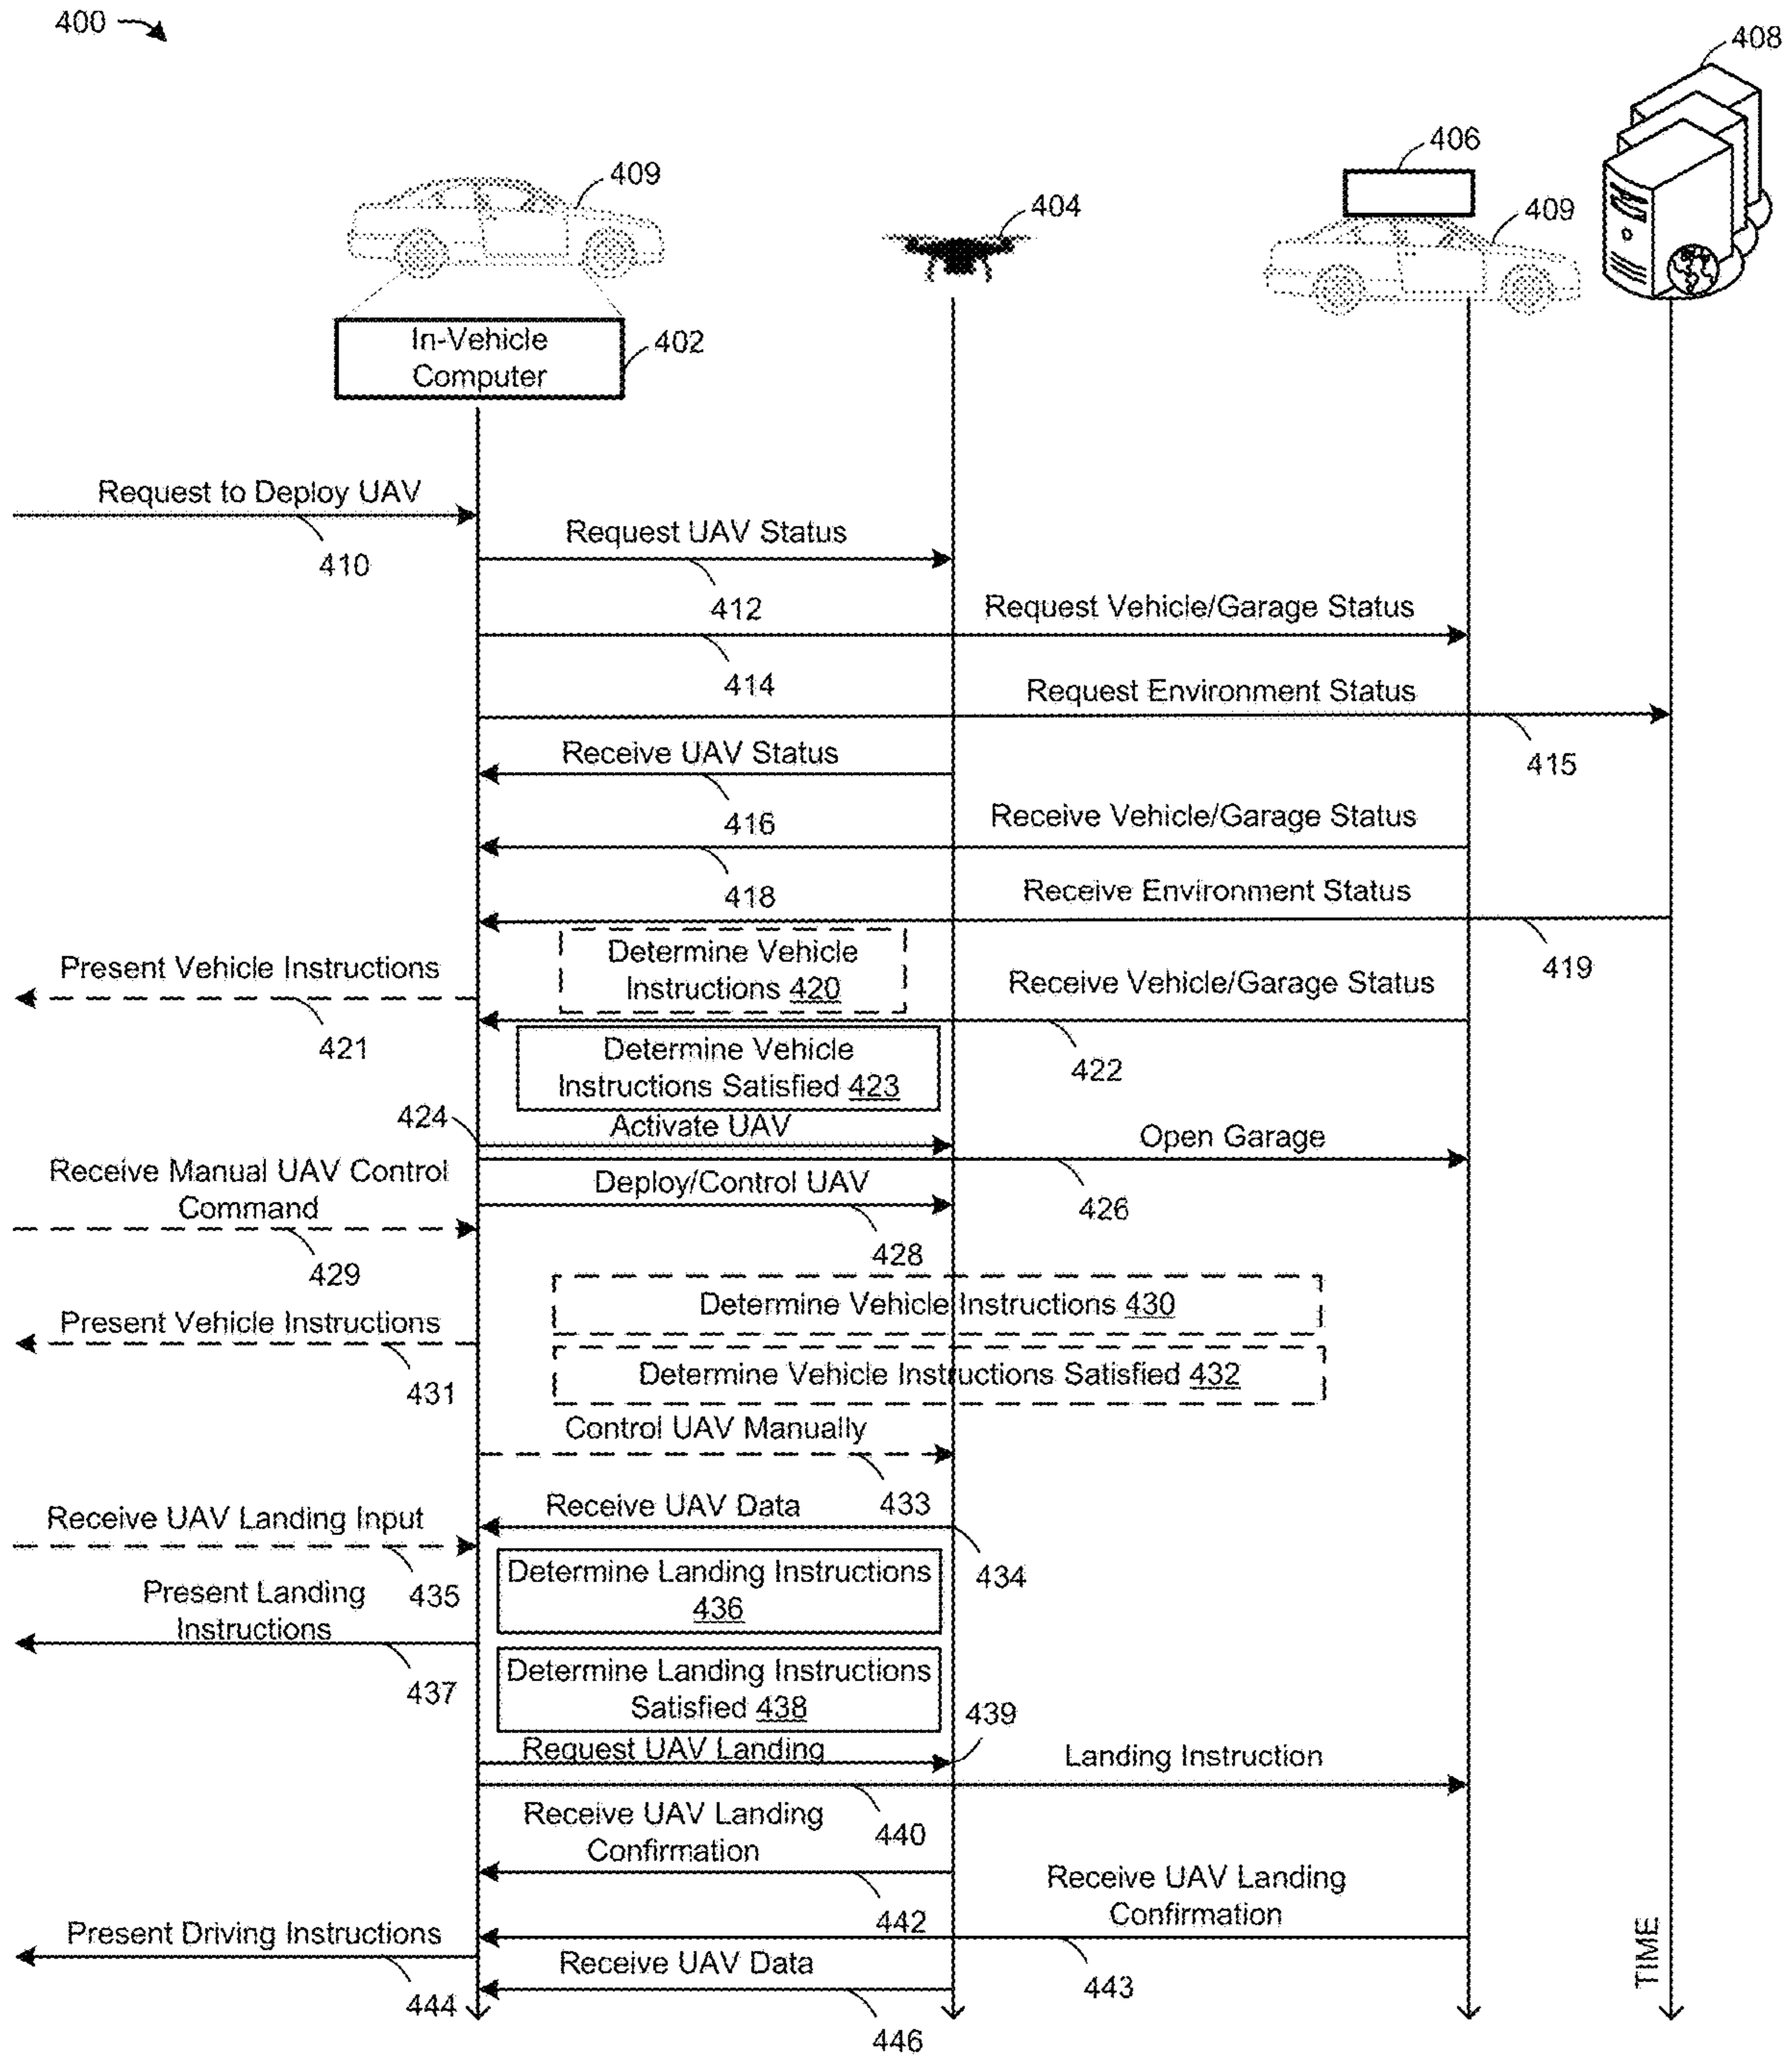 400
408
406
409
404
409
In-Vehicle
Computer
402
Request to Deploy UAV
410
Request UAV Status
412
Request Vehicle/Garage Status
414
Request Environment Status
415
Receive UAV Status
416
Receive Vehicle/Garage Status
418
Receive Environment Status
419
Determine Vehicle
Instructions 420
Present Vehicle Instructions
421
Receive Vehicle/Garage Status
422
Determine Vehicle
Instructions Satisfied 423
424
Activate UAV
Open Garage
426
Receive Manual UAV Control
Command
429
Deploy/Control UAV
428
Determine Vehicle Instructions 430
Present Vehicle Instructions
431
Determine Vehicle Instructions Satisfied 432
Control UAV Manually
433
Receive UAV Data
434
Receive UAV Landing Input
435
Determine Landing Instructions
436
Present Landing
Instructions
437
Determine Landing Instructions
Satisfied 438
439
Request UAV Landing
Landing Instruction
440
Receive UAV Landing
Confirmation
442
Receive UAV Landing
Confirmation
443
Present Driving Instructions
444
Receive UAV Data
446
TIME